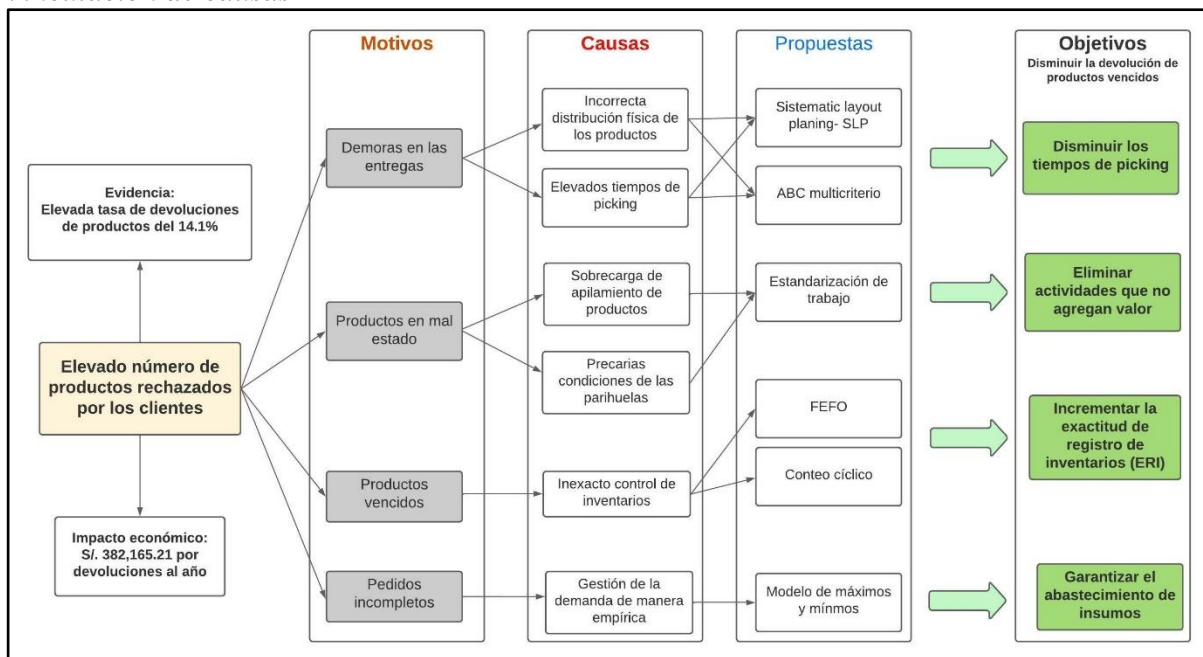 Motivos
Causas
Propuestas
Objetivos
Disminuir la devolución de
productos vencidos
Evidencia:
Elevada tasa de devoluciones
de productos del 14.1%
Elevado número de
productos rechazados
por los clientes
Impacto económico:
S/. 382,165.21 por
devoluciones al año
Demoras en las
entregas
Productos en mal
estado
Productos
vencidos
Pedidos
incompletos
Incorrecta
distribución física de
los productos
Elevados tiempos de
picking
Sobrecarga de
apilamiento de
productos
Precarias
condiciones de las
parihuelas
Inexacto control de
inventarios
Gestión de la
demanda de manera
empírica
Sistematic layout
planing- SLP
ABC multicriterio
Estandarización de
trabajo
FEFO
Conteo cíclico
Modelo de máximos
y mínmos
Disminuir los
tiempos de picking
Eliminar
actividades que no
agregan valor
Incrementar la
exactitud de
registro de
inventarios (ERI)
Garantizar el
abastecimiento de
insumos